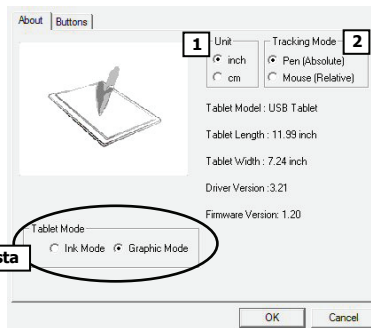 About Buttons
1
Unit
inch
cm
Tracking Mode
2
Pen (Absolute)
Mouse (Relative)
Tablet Model : USB Tablet
Tablet Length : 11.99 inch
Tablet Width : 7.24 inch
Driver Version :3.21
Firmware Version: 1.20
Tablet Mode
Ink Mode Graphic Mode
sta
OK Cancel